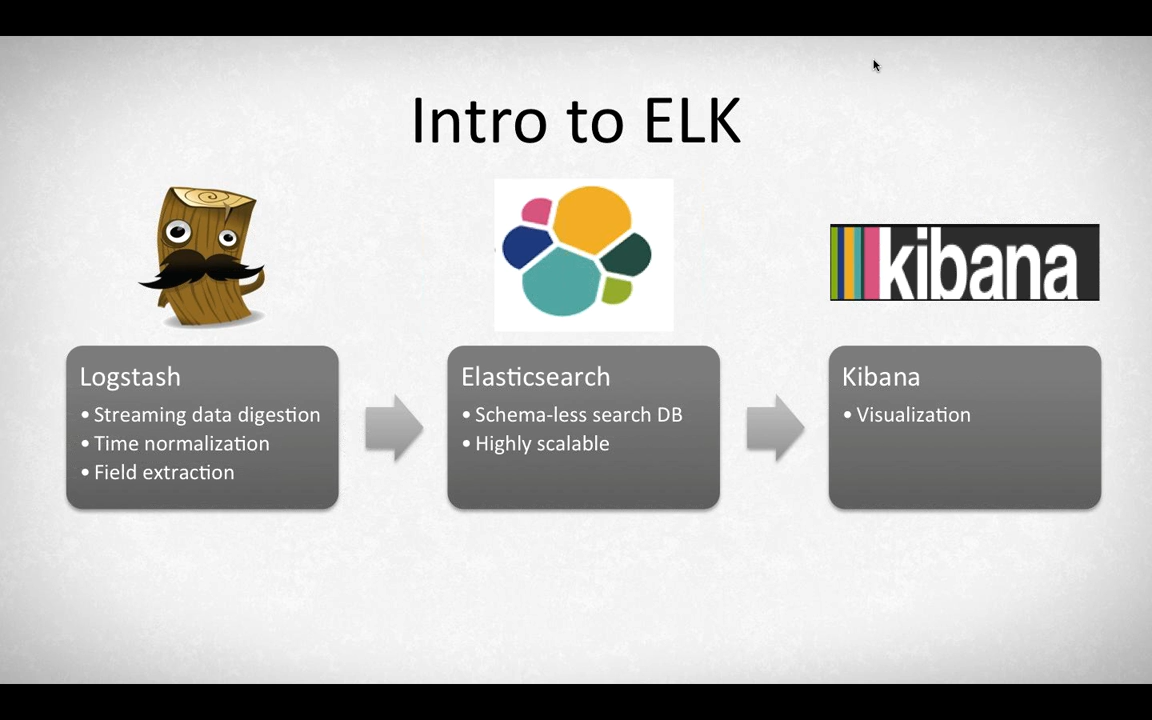 Intro to ELK
kibana
Logstash
• Streaming data digestion
• Time normalization
• Field extraction
Elasticsearch
• Schema-less search DB
• Highly scalable
Kibana
• Visualization